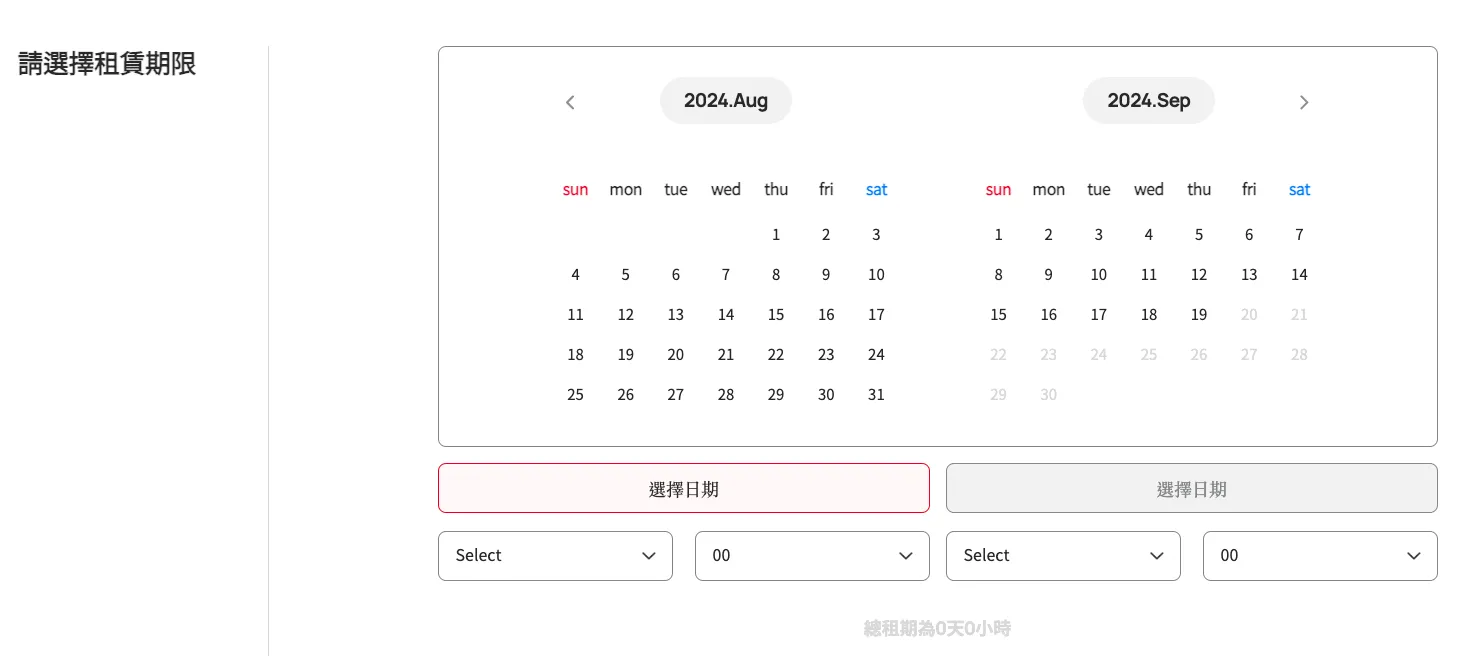 請選擇租賃期限
2024.Aug
sun mon tue wed thu fri sat
1 2 3
4 5 6 7 8 9 10
11 12 13 14 15 16 17
18 19 20 21 22 23 24
25 26 27 28 29 30 31
2024.Sep
sun mon tue wed thu fri sat
1 2 3 4 5 6 7
8 9 10 11 12 13 14
15 16 17 18 19 20 21
22 23 24 25 26 27 28
29 30
選擇日期
選擇日期
Select 00 Select 00
總租期為0天0小時